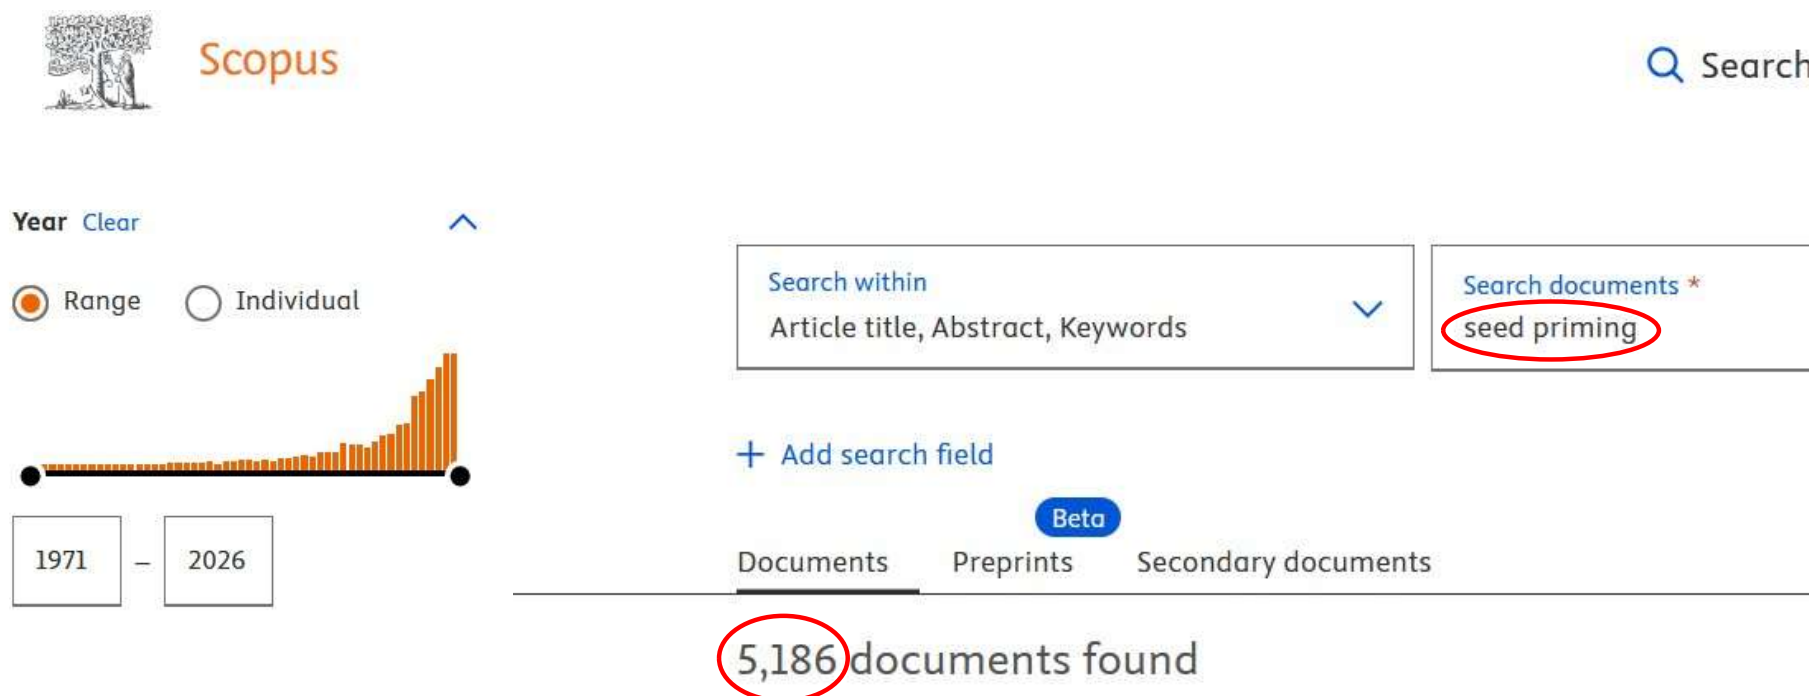 Scopus
Search
Year Clear
Range Individual
1971 – 2026
Search within
Article title, Abstract, Keywords
Search documents *
seed priming
+ Add search field
Beta
Documents Preprints Secondary documents
5,186 documents found